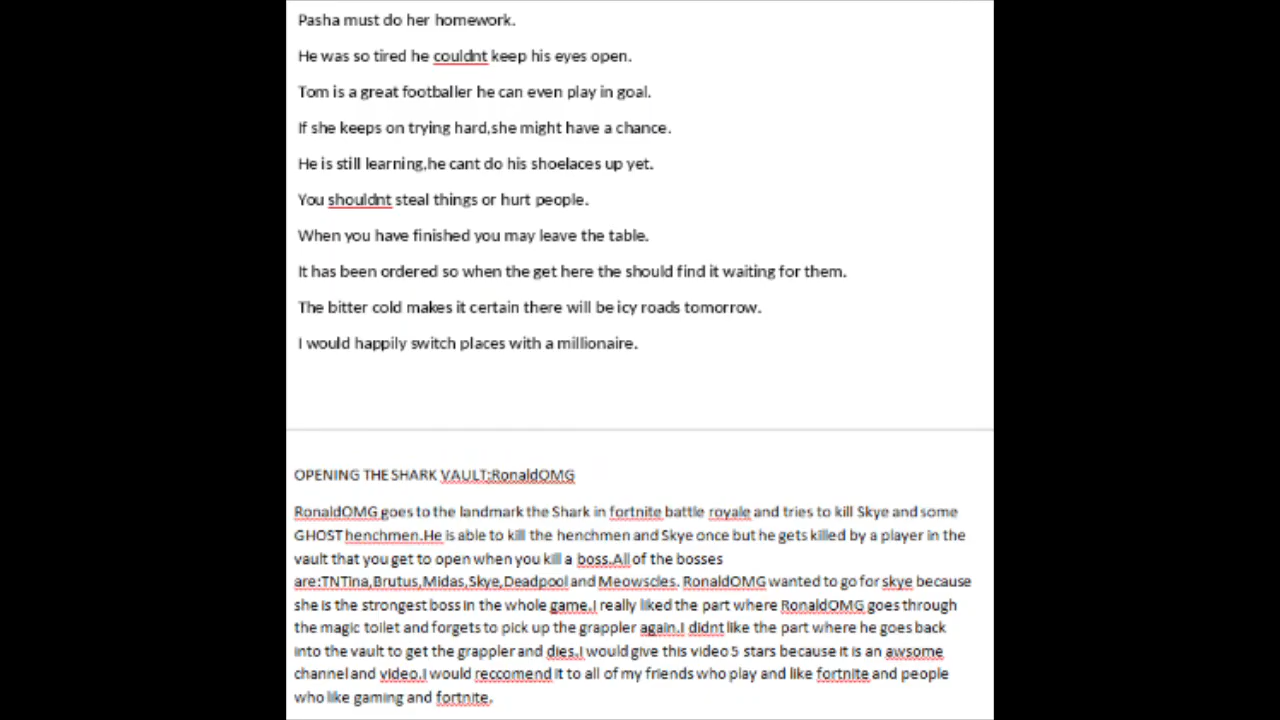 Pasha must do her homework.
He was so tired he couldnt keep his eyes open.
Tom is a great footballer he can even play in goal.
If she keeps on trying hard,she might have a chance.
He is still learning,he cant do his shoelaces up yet.
You shouldnt steal things or hurt people.
When you have finished you may leave the table.
It has been ordered so when the get here the should find it waiting for them.
The bitter cold makes it certain there will be icy roads tomorrow.
I would happily switch places with a millionaire.
OPENING THE SHARK VAULT:RonaldOMG
RonaldOMG goes to the landmark the Shark in fortnite battle royale and tries to kill Skye and some
GHOST henchmen.He is able to kill the henchmen and Skye once but he gets killed by a player in the
vault that you get to open when you kill a boss.All of the bosses
are:TNTina,Brutus,Midas,Skye,Deadpool and Meowscles. RonaldOMG wanted to go for skye because
she is the strongest boss in the whole game.I really liked the part where RonaldOMG goes through
the magic toilet and forgets to pick up the grappler again.I didnt like the part where he goes back
into the vault to get the grappler and dies.I would give this video 5 stars because it is an awsome
channel and video.I would reccomend it to all of my friends who play and like fortnite and people
who like gaming and fortnite.